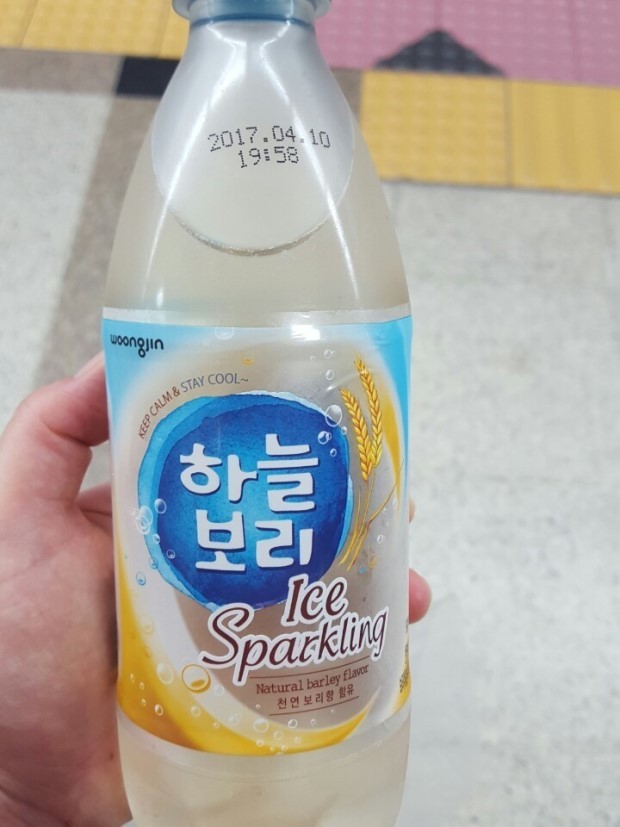 2017.04.10
19:58
woongjin
KEEP CALM & STAY COOL~
하늘
보리
Ice
Sparkling
Natural barley flavor
천연 보리향 함유